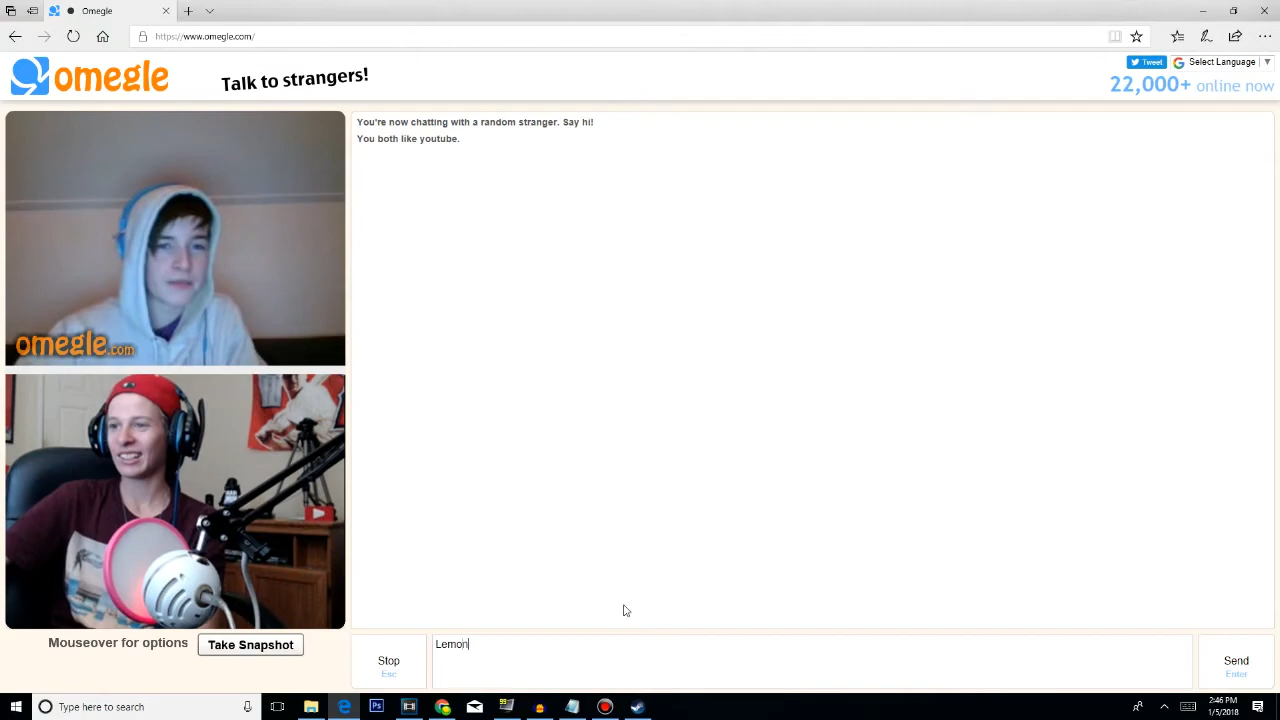 Omegle
https://www.omegle.com/
omegle
Talk to strangers!
Tweet
Select Language
22,000+ online now
You're now chatting with a random stranger. Say hi!
You both like youtube.
omegle.com
Mouseover for options
Take Snapshot
Stop
Esc
Lemon
Send
Enter
Type here to search
2:46 PM
1/5/2018